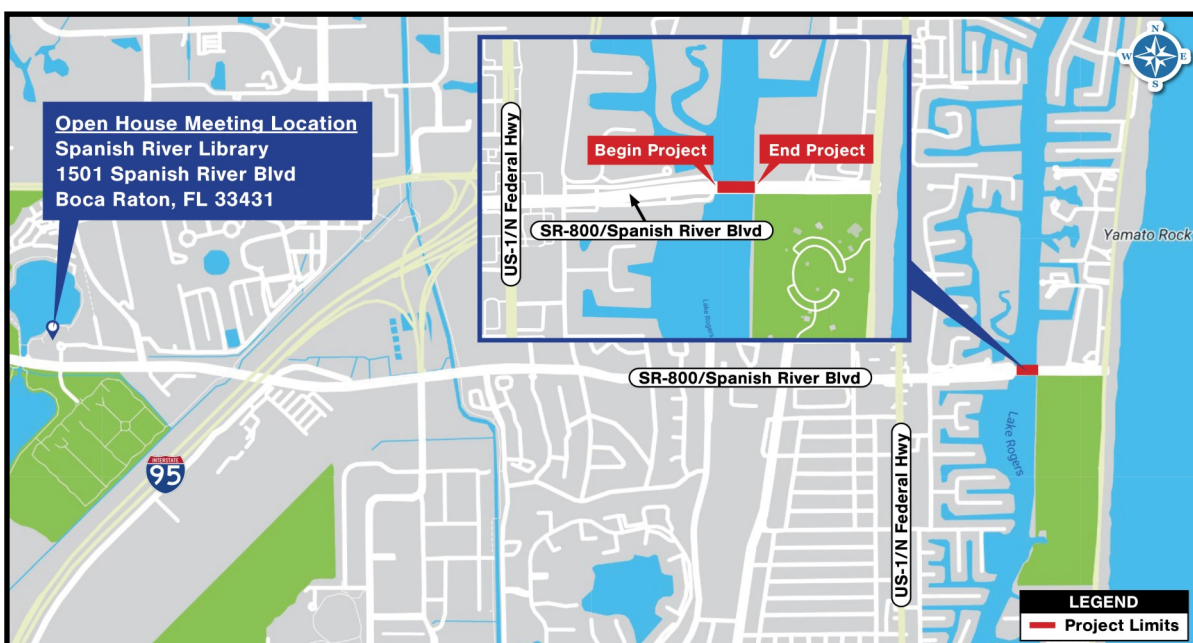 N
W
E
S
Open House Meeting Location
Spanish River Library
1501 Spanish River Blvd
Boca Raton, FL 33431
US-1/N Federal Hwy
Begin Project
End Project
SR-800/Spanish River Blvd
Lake Rogers
Yamato Rock
SR-800/Spanish River Blvd
INTERSTATE
95
US-1/N Federal Hwy
Lake Rogers
LEGEND
Project Limits